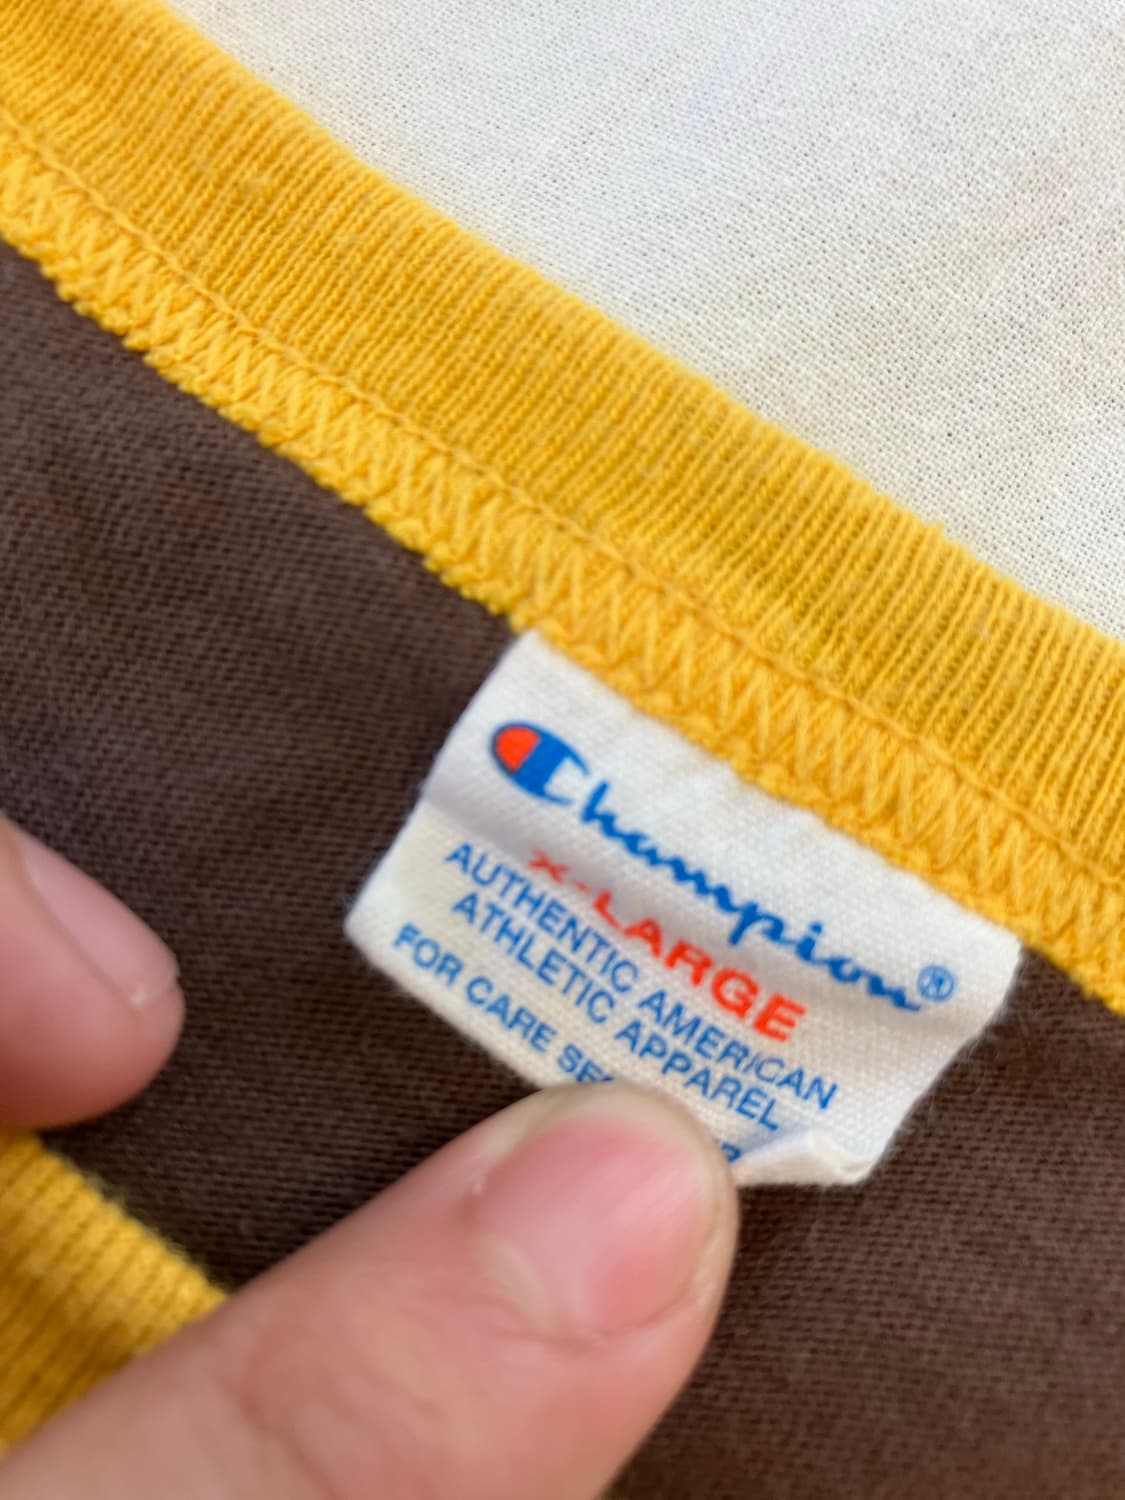 Champion®
X-LARGE
AUTHENTIC AMERICAN
ATHLETIC APPAREL
FOR CARE